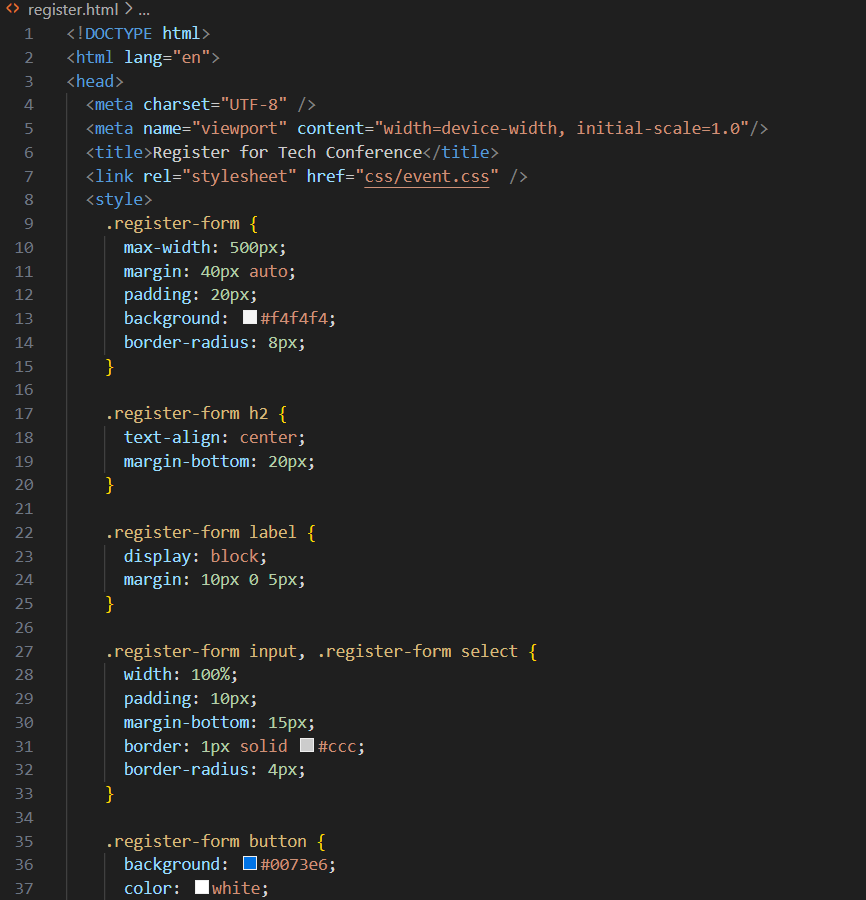 register.html > ...
1 <!DOCTYPE html>
2 <html lang="en">
3 <head>
4 <meta charset="UTF-8" />
5 <meta name="viewport" content="width=device-width, initial-scale=1.0"/>
6 <title>Register for Tech Conference</title>
7 <link rel="stylesheet" href="css/event.css" />
8 <style>
9 .register-form {
10 max-width: 500px;
11 margin: 40px auto;
12 padding: 20px;
13 background: #f4f4f4;
14 border-radius: 8px;
15 }
16
17 .register-form h2 {
18 text-align: center;
19 margin-bottom: 20px;
20 }
21
22 .register-form label {
23 display: block;
24 margin: 10px 0 5px;
25 }
26
27 .register-form input, .register-form select {
28 width: 100%;
29 padding: 10px;
30 margin-bottom: 15px;
31 border: 1px solid #ccc;
32 border-radius: 4px;
33 }
34
35 .register-form button {
36 background: #0073e6;
37 color: white;